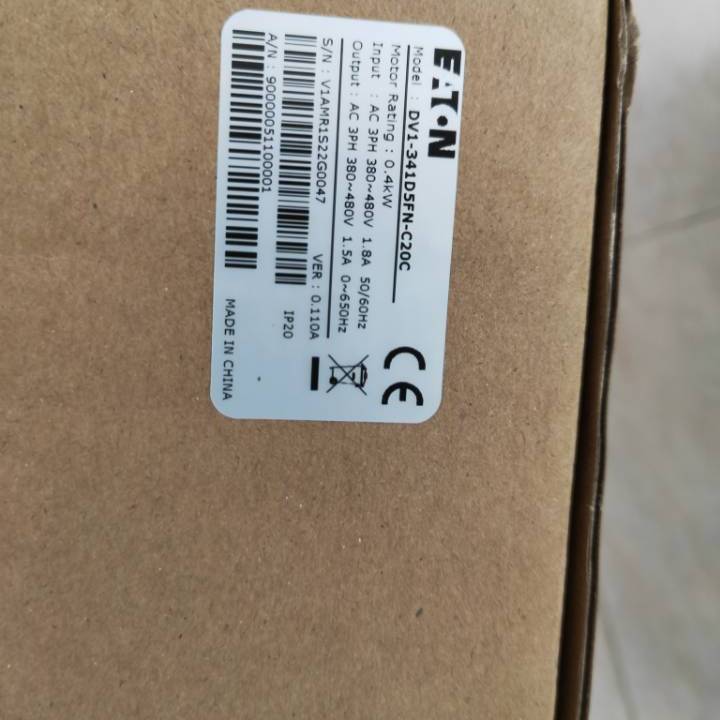 EATON
Model : DV1-341D5FN-C20C
Motor Rating : 0.4kW
Input : AC 3PH 380~480V 1.8A 50/60Hz
Output : AC 3PH 380~480V 1.5A 0~650Hz
S/N : V1AMR1S22G0047 VER : 0.110A
IP20
A/N : 90000051100001
MADE IN CHINA
CE